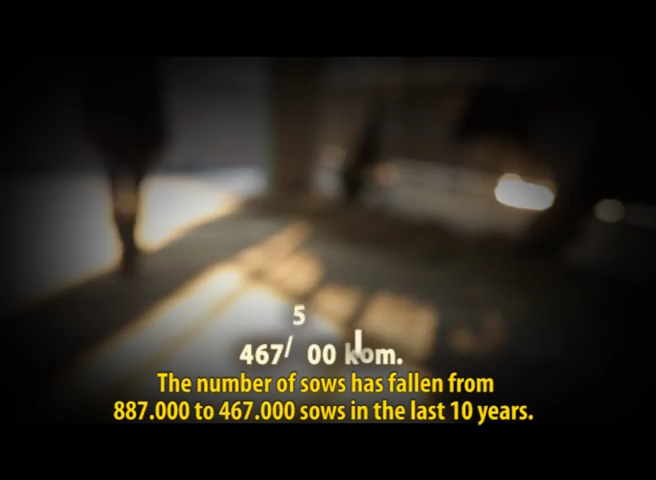 5
467/ 00 kom.
The number of sows has fallen from
887.000 to 467.000 sows in the last 10 years.